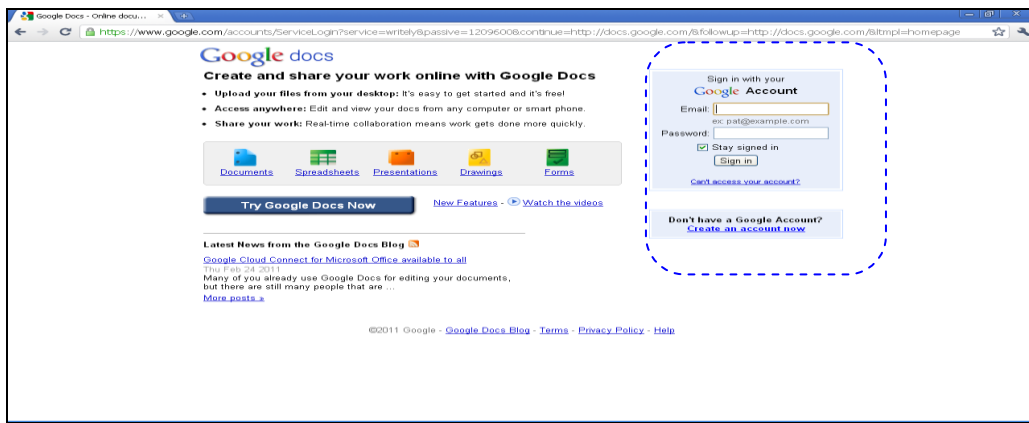 Google Docs - Online docu...
https://www.google.com/accounts/ServiceLogin?service=writely&passive=1209600&continue=http://docs.google.com/&followup=http://docs.google.com/&ltmpl=homepage
Google docs
Create and share your work online with Google Docs
• Upload your files from your desktop: It's easy to get started and it's free!
• Access anywhere: Edit and view your docs from any computer or smart phone.
• Share your work: Real-time collaboration means work gets done more quickly.
Documents Spreadsheets Presentations Drawings Forms
Try Google Docs Now
New Features - Watch the videos
Latest News from the Google Docs Blog
Google Cloud Connect for Microsoft Office available to all
Thu Feb 24 2011
Many of you already use Google Docs for editing your documents,
but there are still many people that are ...
More posts »
Sign in with your
Google Account
Email:
ex: pat@example.com
Password:
Stay signed in
Sign in
Can't access your account?
Don't have a Google Account?
Create an account now
©2011 Google - Google Docs Blog - Terms - Privacy Policy - Help